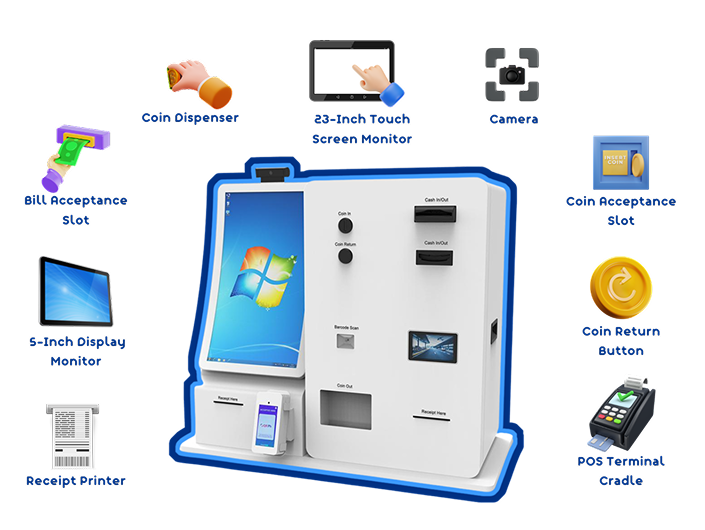 Coin Dispenser
23-Inch Touch
Screen Monitor
Camera
Bill Acceptance
Slot
INSERT
COIN
Coin Acceptance
Slot
Cash In/Out
Coin In
Cash In/Out
Coin Return
5-Inch Display
Monitor
Coin Return
Button
Barcode Scan
Coin Out
Receipt Here
Receipt Here
Receipt Printer
POS Terminal
Cradle